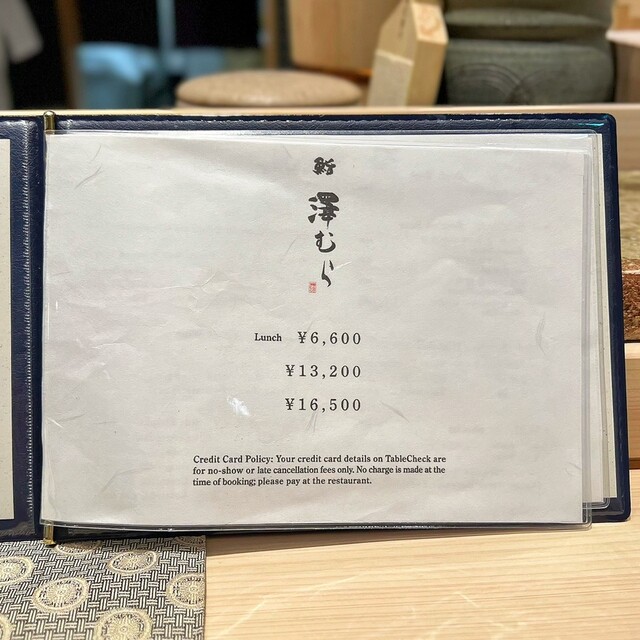 鮨
澤むら
Lunch ¥6,600
¥13,200
¥16,500
Credit Card Policy: Your credit card details on TableCheck are
for no-show or late cancellation fees only. No charge is made at the
time of booking; please pay at the restaurant.